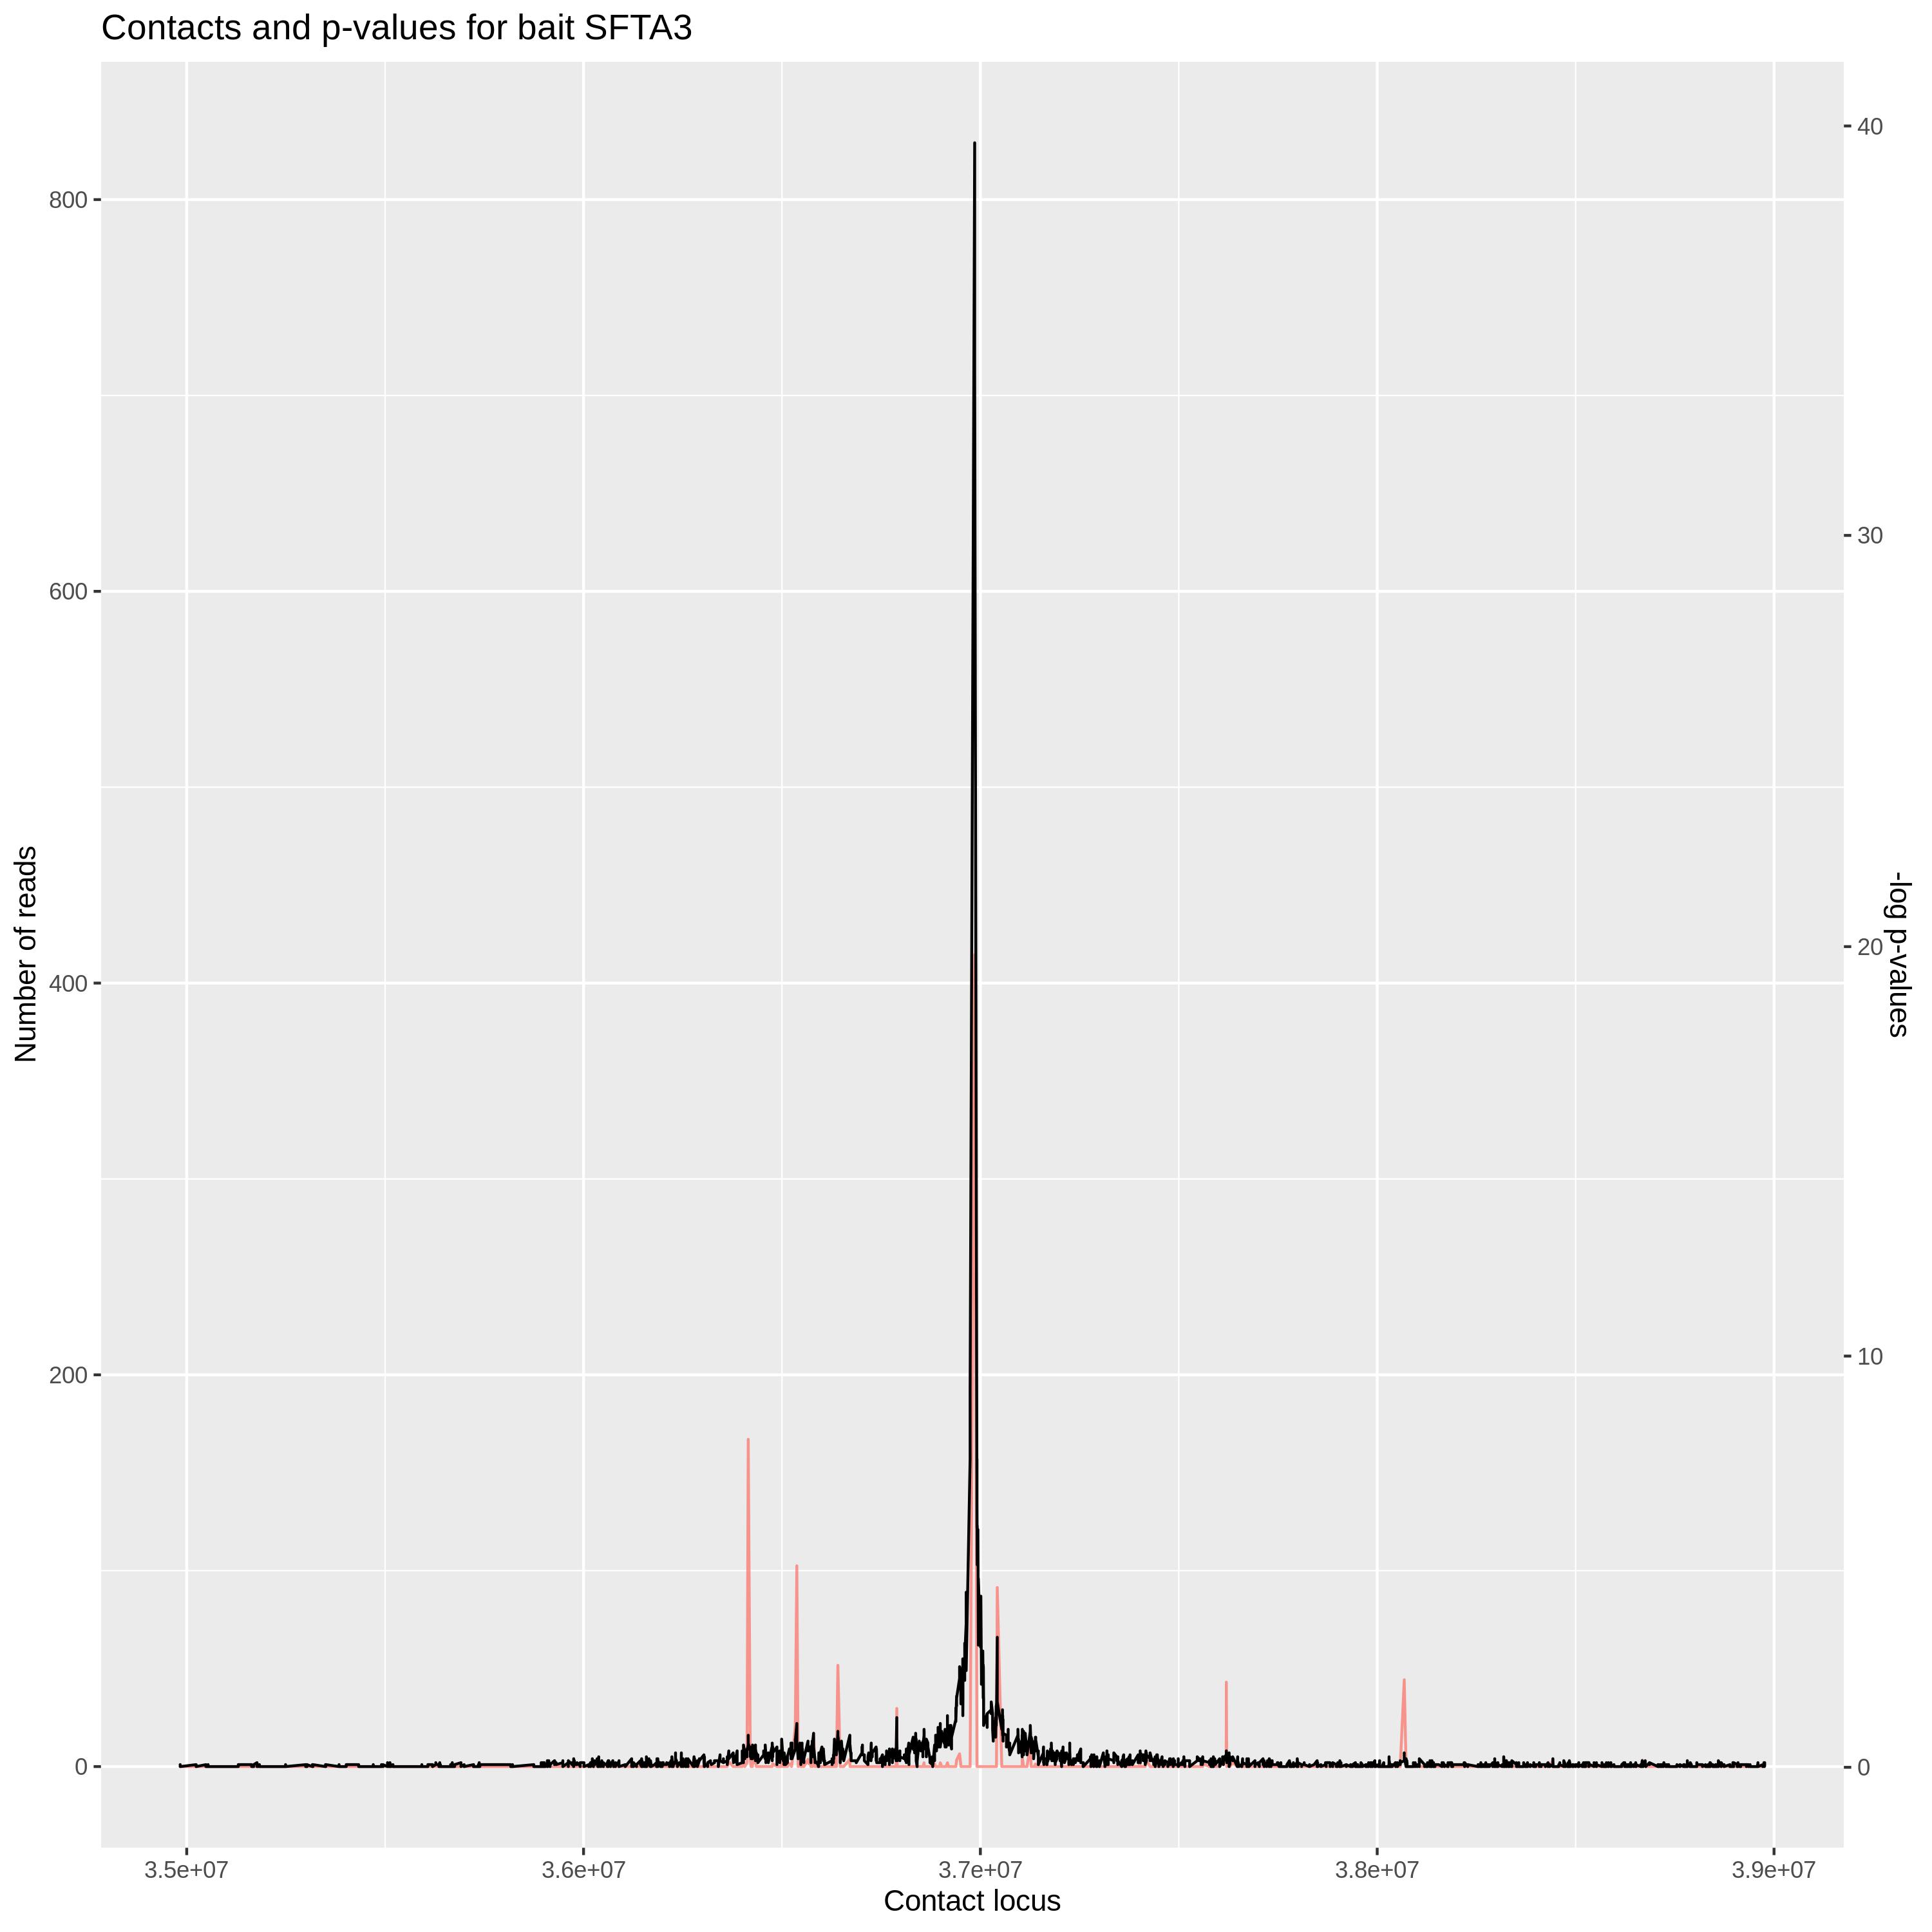 Contacts and p-values for bait SFTA3
Number of reads
800
600
400
200
0
40
30
20
10
0
-log p-values
3.5e+07
3.6e+07
3.7e+07
3.8e+07
3.9e+07
Contact locus